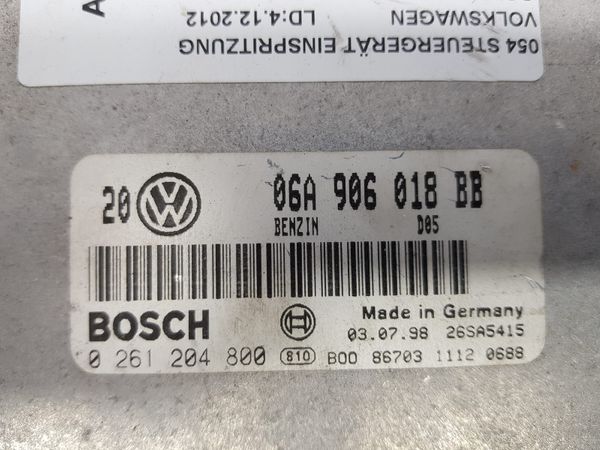 054 STEUERGERÄT EINSPRITZUNG
VOLKSWAGEN
LD:4.12.2012
A
20 06A 906 018 BB
BENZIN D05
BOSCH
Made in Germany
03.07.98 26SA5415
0 261 204 800 810 B00 86703 1112 0688